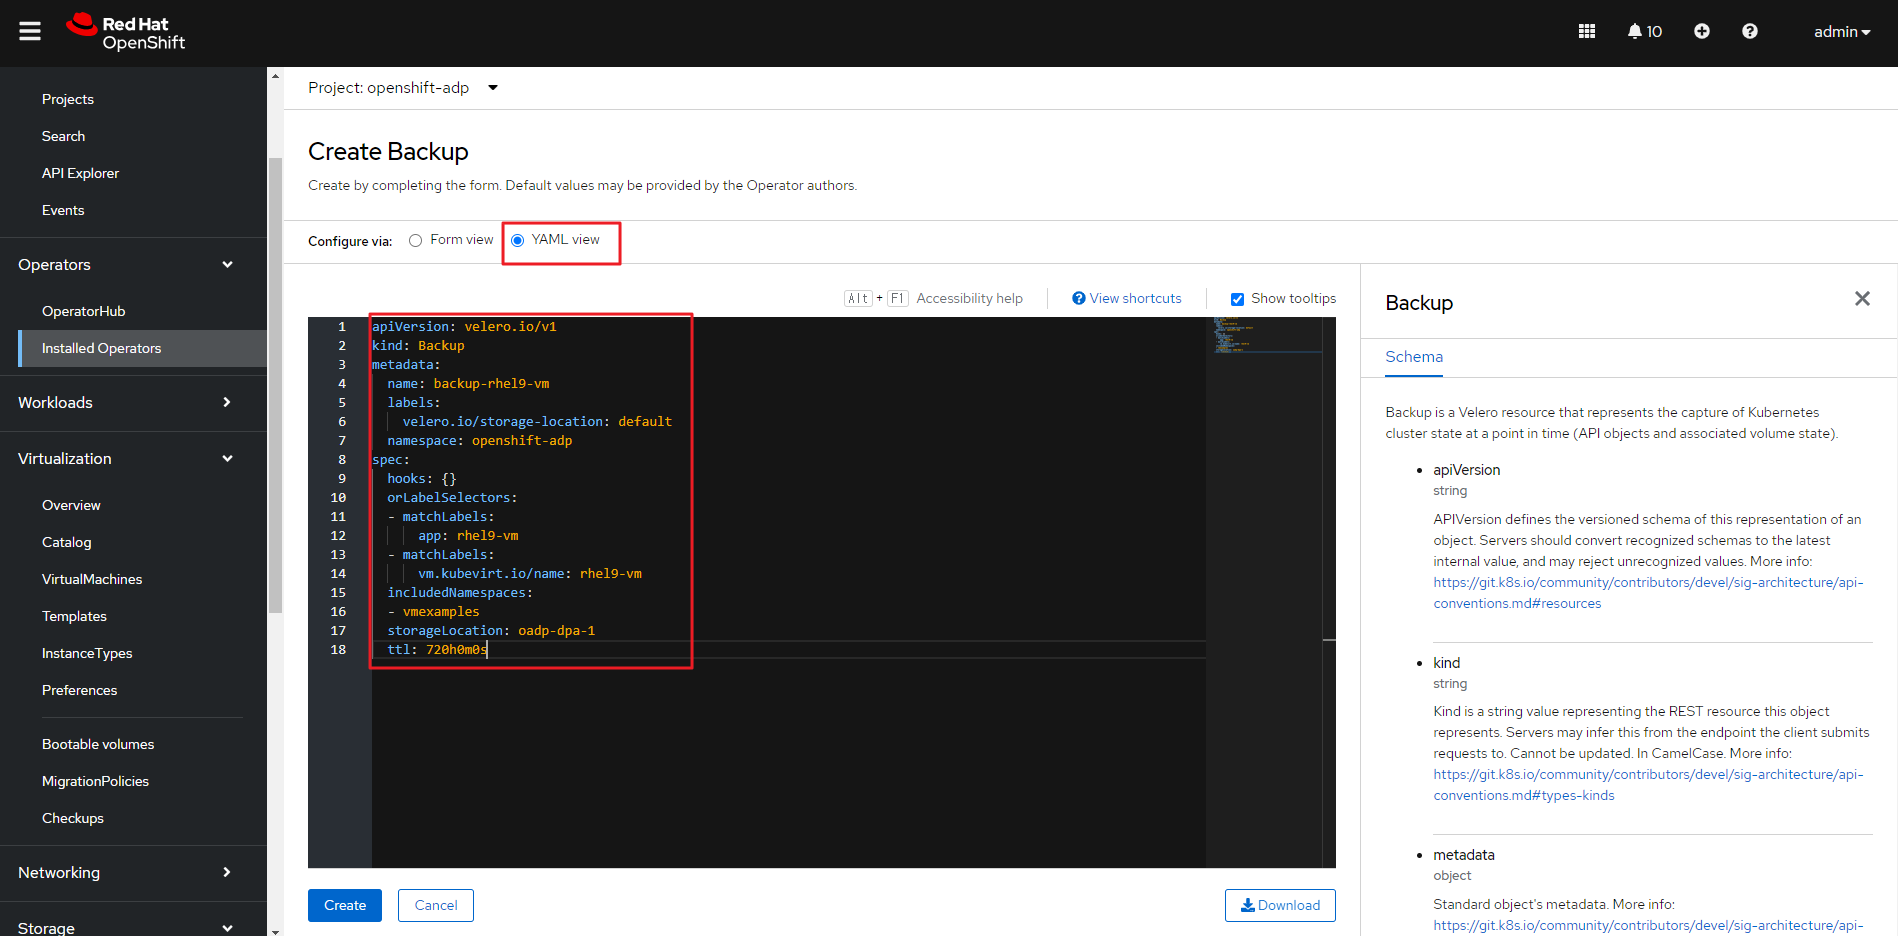 Red Hat
OpenShift
10
admin
Projects
Search
API Explorer
Events
Operators
OperatorHub
Installed Operators
Workloads
Virtualization
Overview
Catalog
VirtualMachines
Templates
InstanceTypes
Preferences
Bootable volumes
MigrationPolicies
Checkups
Networking
Storage
Project: openshift-adp
Create Backup
Create by completing the form. Default values may be provided by the Operator authors.
Configure via: Form view YAML view
Alt + F1 Accessibility help View shortcuts Show tooltips
1 apiVersion: velero.io/v1
2 kind: Backup
3 metadata:
4   name: backup-rhel9-vm
5   labels:
6     velero.io/storage-location: default
7   namespace: openshift-adp
8 spec:
9   hooks: {}
10   orLabelSelectors:
11   - matchLabels:
12       app: rhel9-vm
13   - matchLabels:
14       vm.kubevirt.io/name: rhel9-vm
15   includedNamespaces:
16   - vmexamples
17   storageLocation: oadp-dpa-1
18   ttl: 720h0m0s
Create Cancel Download
Backup
Schema
Backup is a Velero resource that represents the capture of Kubernetes
cluster state at a point in time (API objects and associated volume state).
• apiVersion
string
APIVersion defines the versioned schema of this representation of an
object. Servers should convert recognized schemas to the latest
internal value, and may reject unrecognized values. More info:
https://git.k8s.io/community/contributors/devel/sig-architecture/api-
conventions.md#resources
• kind
string
Kind is a string value representing the REST resource this object
represents. Servers may infer this from the endpoint the client submits
requests to. Cannot be updated. In CamelCase. More info:
https://git.k8s.io/community/contributors/devel/sig-architecture/api-
conventions.md#types-kinds
• metadata
object
Standard object's metadata. More info:
https://git.k8s.io/community/contributors/devel/sig-architecture/api-